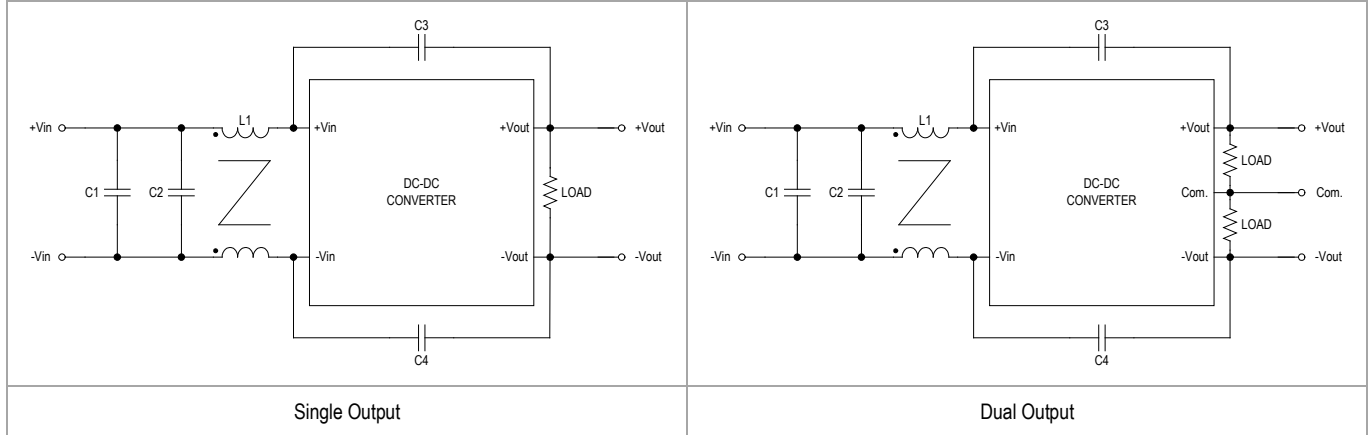 C3
L1
+Vin
+Vin
+Vout
+Vout
C1
C2
DC-DC
CONVERTER
LOAD
-Vin
-Vin
-Vout
-Vout
C4
Single Output
C3
L1
+Vin
+Vin
+Vout
+Vout
LOAD
C1
C2
DC-DC
CONVERTER
Com.
Com.
LOAD
-Vin
-Vin
-Vout
-Vout
C4
Dual Output